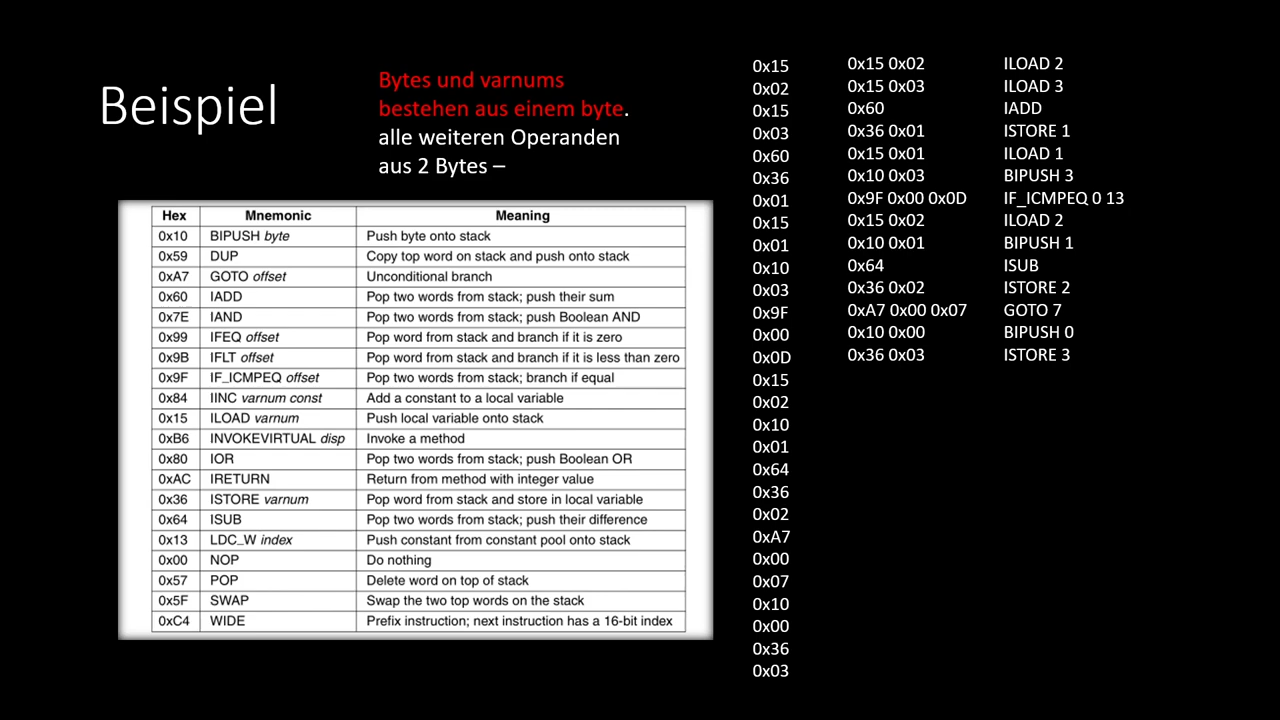 Beispiel
Bytes und varnums
bestehen aus einem byte.
alle weiteren Operanden
aus 2 Bytes –
Hex Mnemonic Meaning
0x10 BIPUSH byte Push byte onto stack
0x59 DUP Copy top word on stack and push onto stack
0xA7 GOTO offset Unconditional branch
0x60 IADD Pop two words from stack; push their sum
0x7E IAND Pop two words from stack; push Boolean AND
0x99 IFEQ offset Pop word from stack and branch if it is zero
0x9B IFLT offset Pop word from stack and branch if it is less than zero
0x9F IF_ICMPEQ offset Pop two words from stack; branch if equal
0x84 IINC varnum const Add a constant to a local variable
0x15 ILOAD varnum Push local variable onto stack
0xB6 INVOKEVIRTUAL disp Invoke a method
0x80 IOR Pop two words from stack; push Boolean OR
0xAC IRETURN Return from method with integer value
0x36 ISTORE varnum Pop word from stack and store in local variable
0x64 ISUB Pop two words from stack; push their difference
0x13 LDC_W index Push constant from constant pool onto stack
0x00 NOP Do nothing
0x57 POP Delete word on top of stack
0x5F SWAP Swap the two top words on the stack
0xC4 WIDE Prefix instruction; next instruction has a 16-bit index
0x15
0x02
0x15
0x03
0x60
0x36
0x01
0x15
0x01
0x10
0x03
0x9F
0x00
0x0D
0x15
0x02
0x10
0x01
0x64
0x36
0x02
0xA7
0x00
0x07
0x10
0x00
0x36
0x03
0x15 0x02 ILOAD 2
0x15 0x03 ILOAD 3
0x60 IADD
0x36 0x01 ISTORE 1
0x15 0x01 ILOAD 1
0x10 0x03 BIPUSH 3
0x9F 0x00 0x0D IF_ICMPEQ 0 13
0x15 0x02 ILOAD 2
0x10 0x01 BIPUSH 1
0x64 ISUB
0x36 0x02 ISTORE 2
0xA7 0x00 0x07 GOTO 7
0x10 0x00 BIPUSH 0
0x36 0x03 ISTORE 3